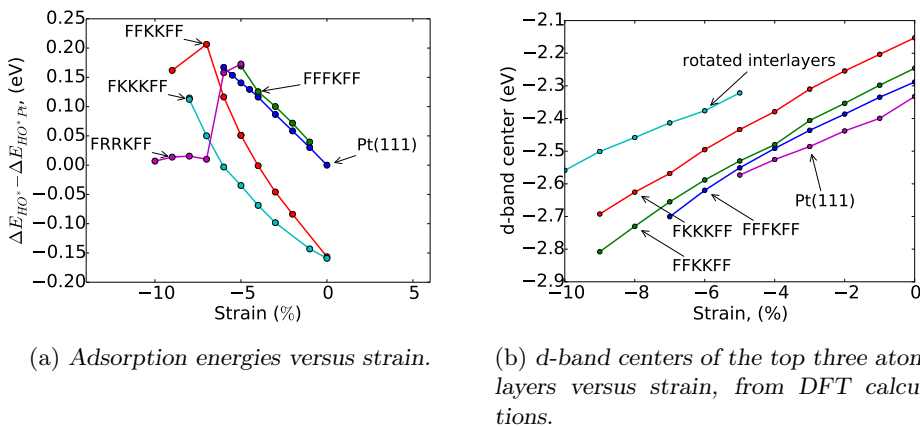 0.25
0.20
0.15
0.10
0.05
0.00
−0.05
−0.10
−0.15
−0.20
ΔE_{HO*}−ΔE_{HO* Pt}, (eV)
FFKKFF
FKKKFF
FFFKFF
FRRKFF
Pt(111)
−10 −5 0 5
Strain (%)
−2.1
−2.2
−2.3
−2.4
−2.5
−2.6
−2.7
−2.8
−2.9
d-band center (eV)
rotated interlayers
Pt(111)
FKKKFF FFFKFF
FFKKFF
−10 −8 −6 −4 −2 0
Strain, (%)
(a) Adsorption energies versus strain.
(b) d-band centers of the top three atom
layers versus strain, from DFT calcu
tions.